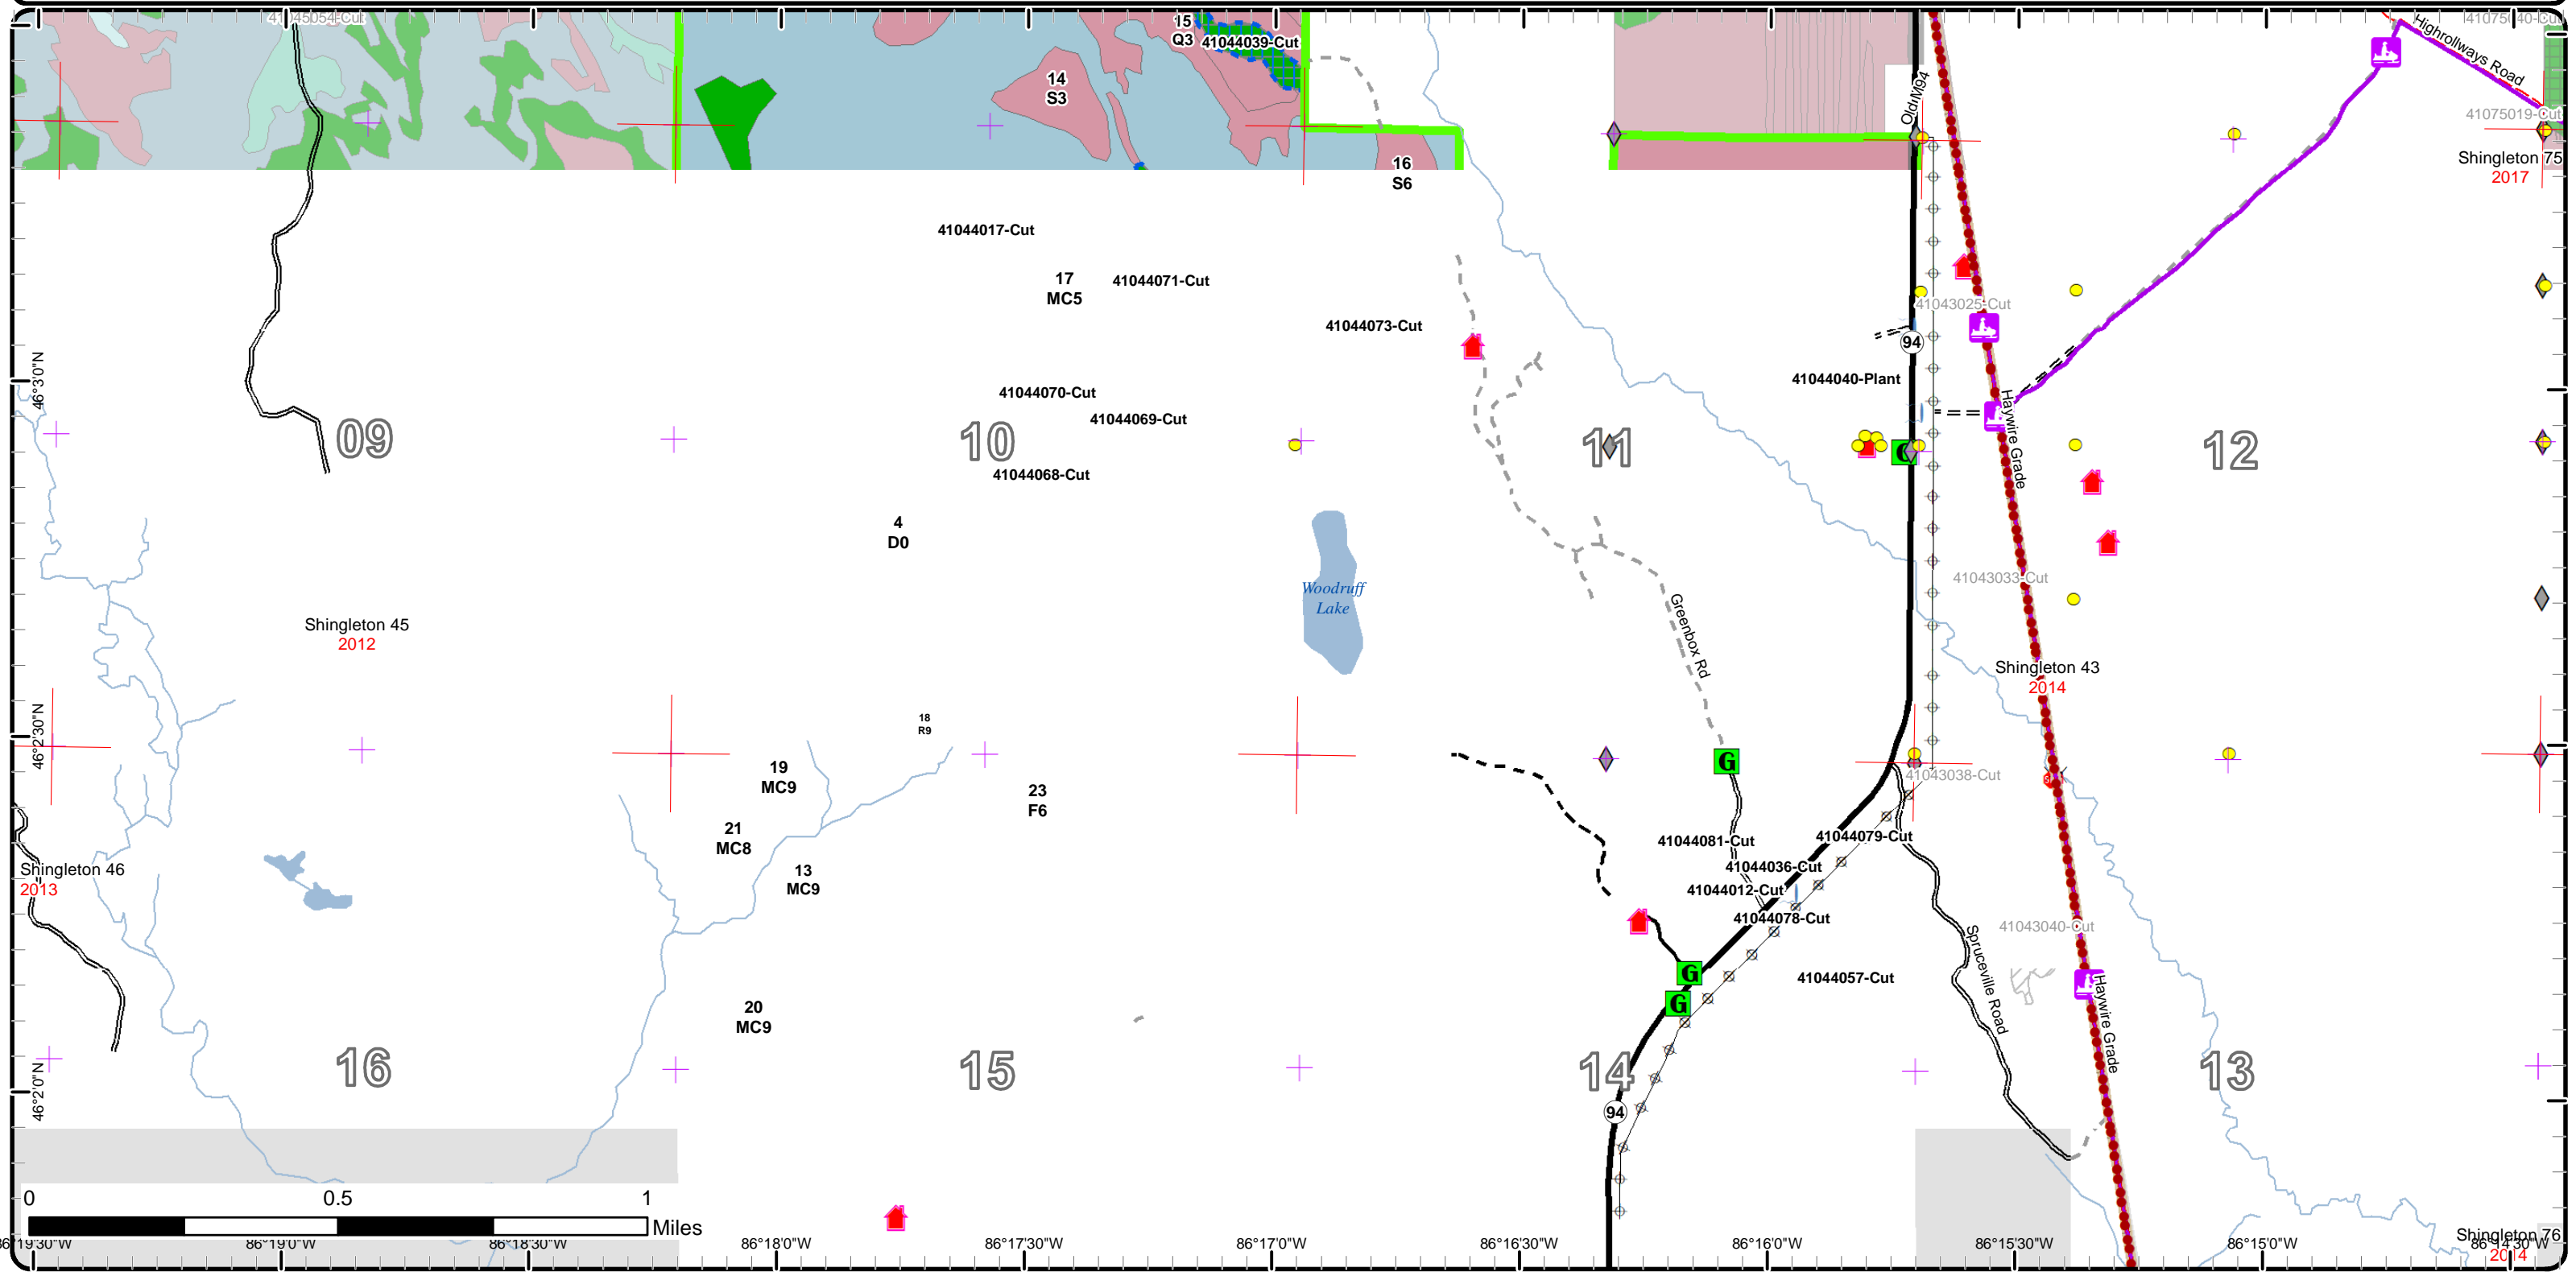 41045054-Cut
15
Q3
41044039-Cut
14
S3
16
S6
Old M94
Highrollways Road
41075040-Cut
41075019-Cut
Shingleton 75
2017
41044017-Cut
17
MC5
41044071-Cut
41044073-Cut
41043025-Cut
94
41044040-Plant
46°3'0"N
41044070-Cut
41044069-Cut
Haywire Grade
09
10
11
12
G
41044068-Cut
4
D0
Woodruff
Lake
41043033-Cut
Greenbox Rd
Shingleton 45
2012
Shingleton 43
2014
46°2'30"N
18
R9
G
19
MC9
23
F6
41043038-Cut
21
MC8
41044079-Cut
41044081-Cut
Shingleton 46
2013
13
MC9
41044036-Cut
41044012-Cut
41044078-Cut
41043040-Cut
Spruceville Road
G
G
41044057-Cut
Haywire Grade
20
MC9
16
15
14
13
46°2'0"N
94
0
0.5
1
Miles
Shingleton 76
2014
86°19'30"W
86°19'0"W
86°18'30"W
86°18'0"W
86°17'30"W
86°17'0"W
86°16'30"W
86°16'0"W
86°15'30"W
86°15'0"W
86°14'30"W